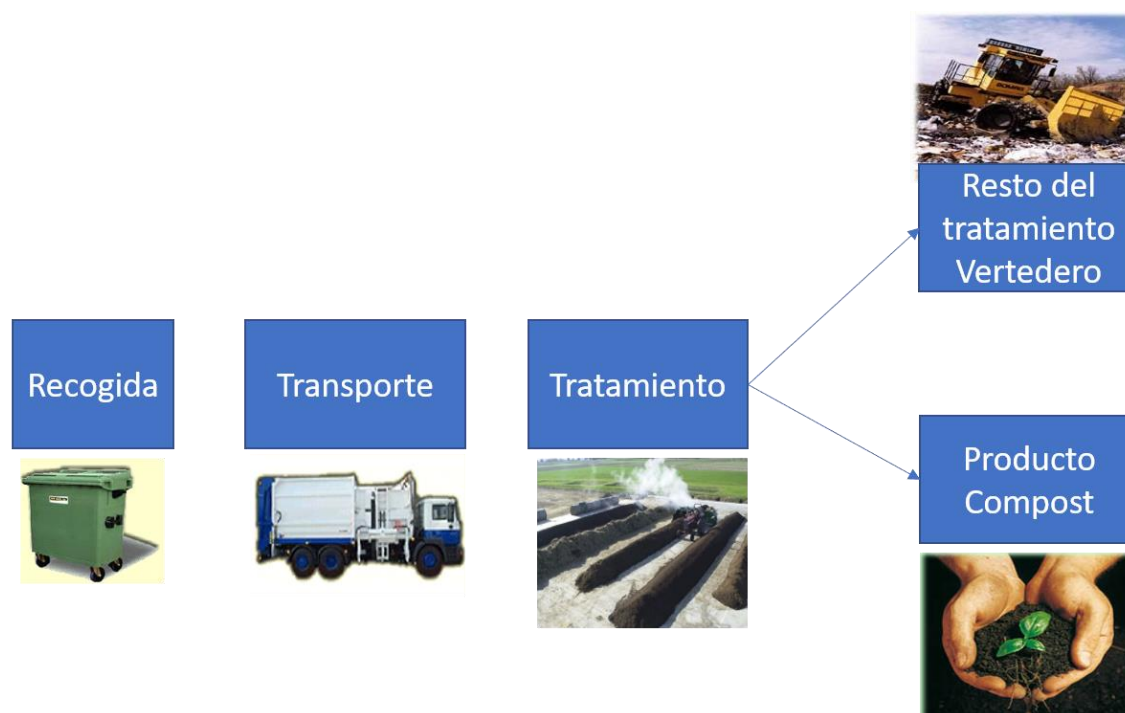 Resto del
tratamiento
Vertedero
Recogida
Transporte
Tratamiento
Producto
Compost